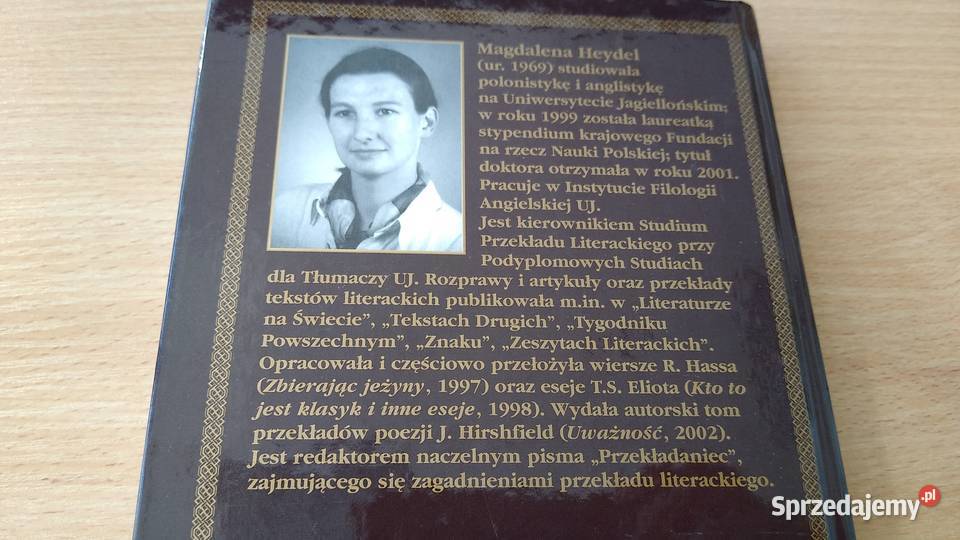 Magdalena Heydel
(ur. 1969) studiowała
polonistykę i anglistykę
na Uniwersytecie Jagiellońskim;
w roku 1999 została laureatką
stypendium krajowego Fundacji
na rzecz Nauki Polskiej; tytuł
doktora otrzymała w roku 2001.
Pracuje w Instytucie Filologii
Angielskiej UJ.
Jest kierownikiem Studium
Przekładu Literackiego przy
Podyplomowych Studiach
dla Tłumaczy UJ. Rozprawy i artykuły oraz przekłady
tekstów literackich publikowała m.in. w „Literaturze
na Świecie”, „Tekstach Drugich”, „Tygodniku
Powszechnym”, „Znaku”, „Zeszytach Literackich”.
Opracowała i częściowo przełożyła wiersze R. Hassa
(Zbierając jeżyny, 1997) oraz eseje T.S. Eliota (Kto to
jest klasyk i inne eseje, 1998). Wydała autorski tom
przekładów poezji J. Hirshfield (Uważność, 2002).
Jest redaktorem naczelnym pisma „Przekładaniec”,
zajmującego się zagadnieniami przekładu literackiego.
Sprzedajemy.pl